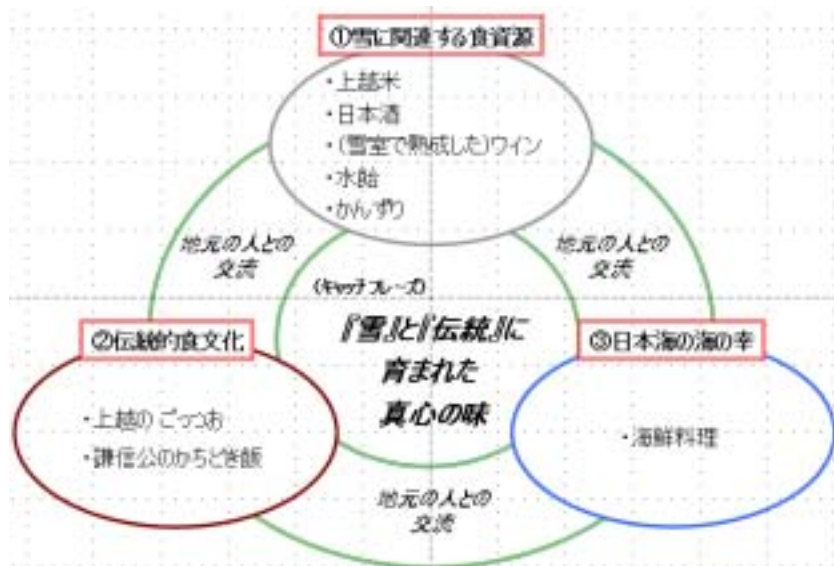 ①雪に関連する食資源
・上越米
・日本酒
・(雪室で熟成した)ワイン
・水飴
・かんずり
地元の人との
交流
地元の人との
交流
(キャッチフレーズ)
『雪』と『伝統』に
育まれた
真心の味
②伝統的食文化
・上越のごっつお
・謙信公のかちどき飯
③日本海の海の幸
・海鮮料理
地元の人との
交流